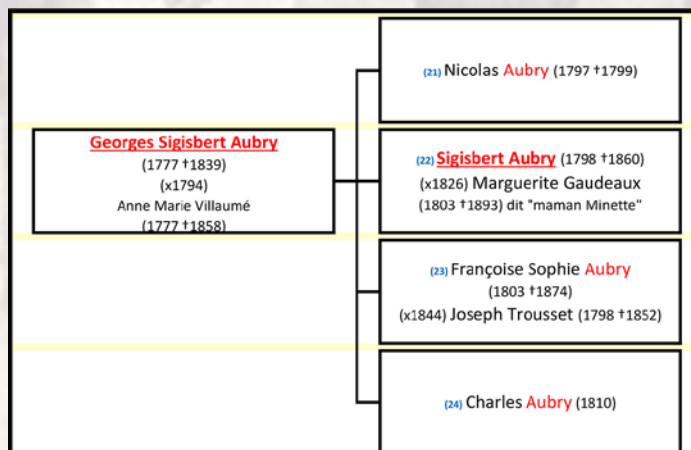 Georges Sigisbert Aubry
(1777 †1839)
(x1794)
Anne Marie Villaumé
(1777 †1858)
(21) Nicolas Aubry (1797 †1799)
(22) Sigisbert Aubry (1798 †1860)
(x1826) Marguerite Gaudeaux
(1803 †1893) dit "maman Minette"
(23) Françoise Sophie Aubry
(1803 †1874)
(x1844) Joseph Trousset (1798 †1852)
(24) Charles Aubry (1810)